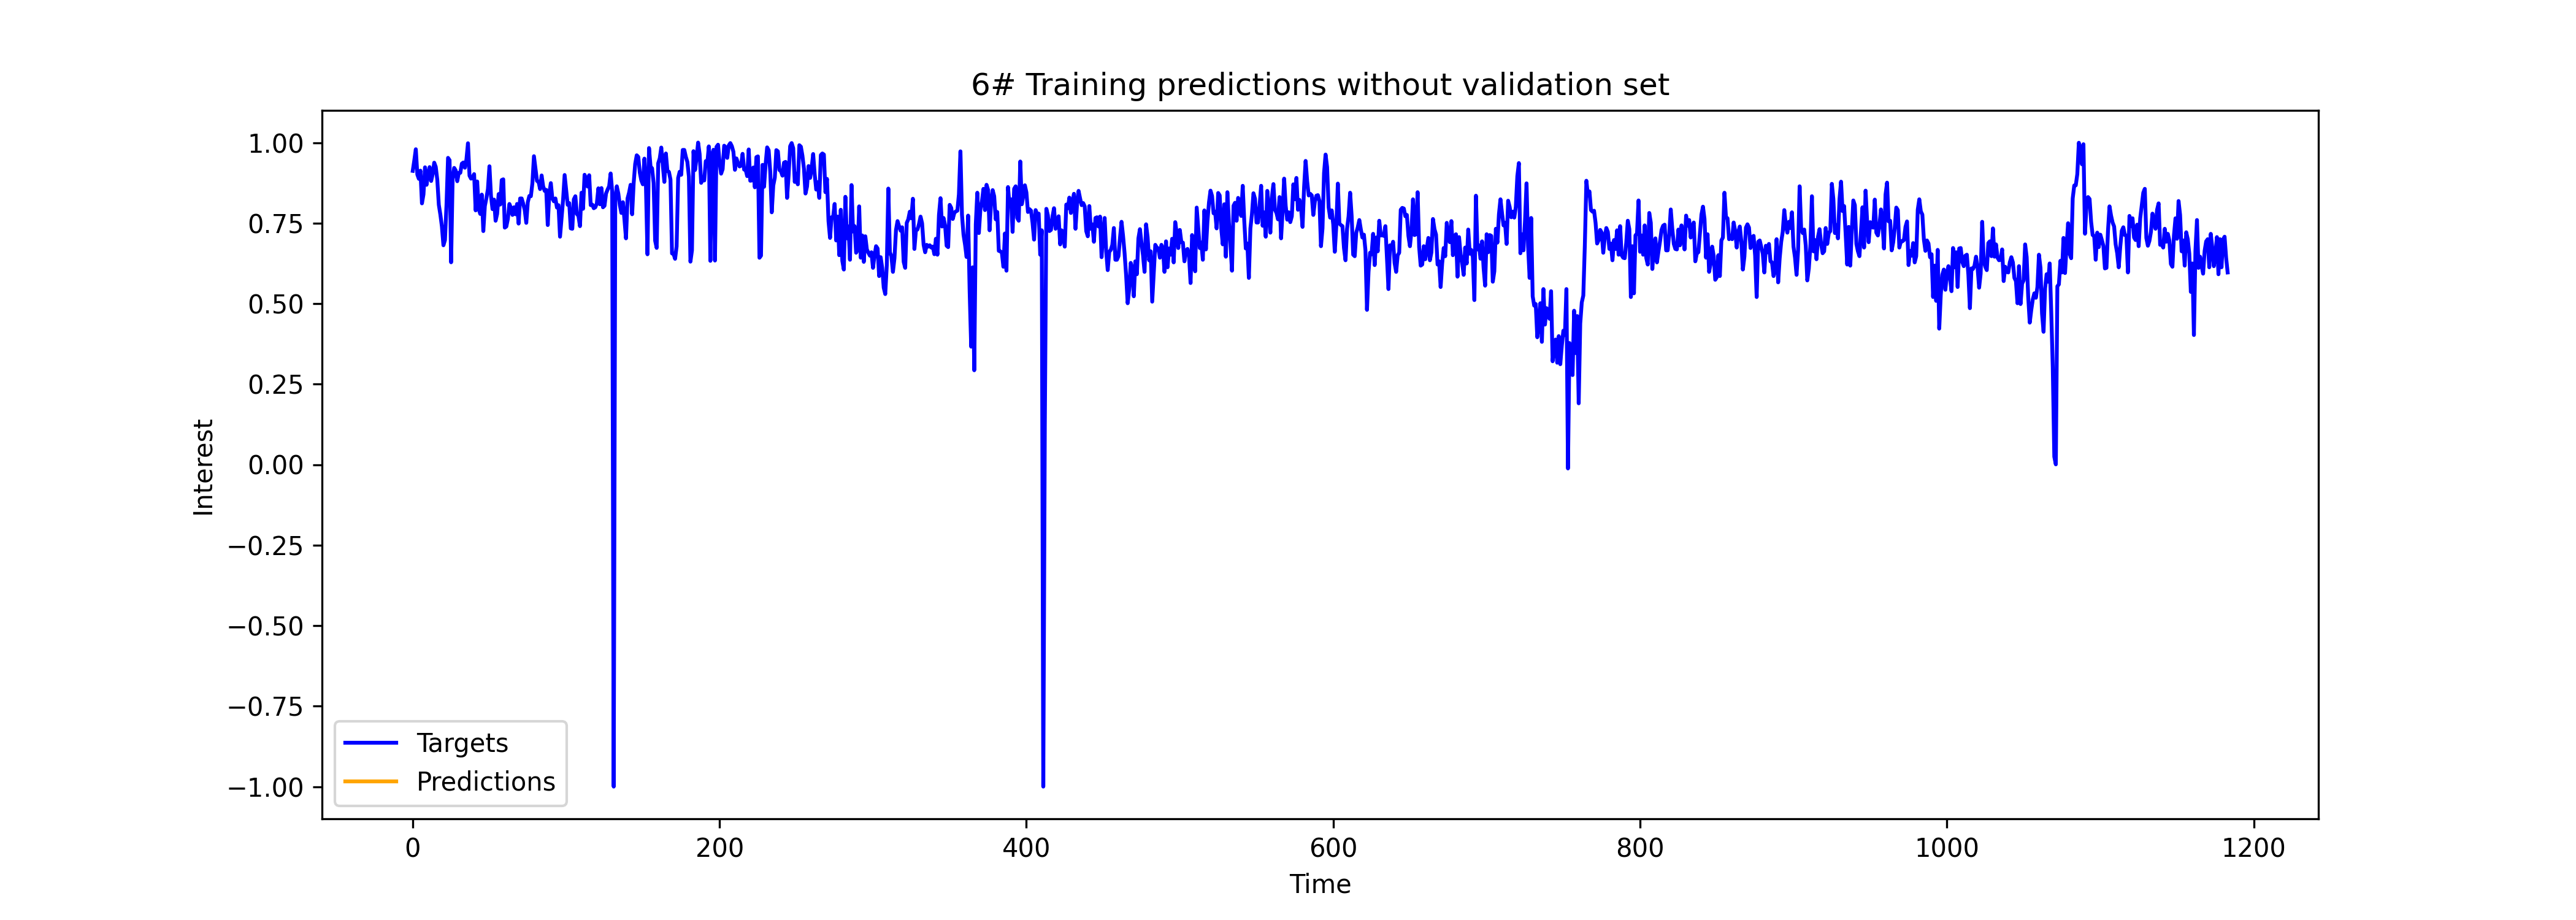 6# Training predictions without validation set
1.00
0.75
0.50
0.25
0.00
−0.25
−0.50
−0.75
−1.00
Interest
Targets
Predictions
0 200 400 600 800 1000 1200
Time